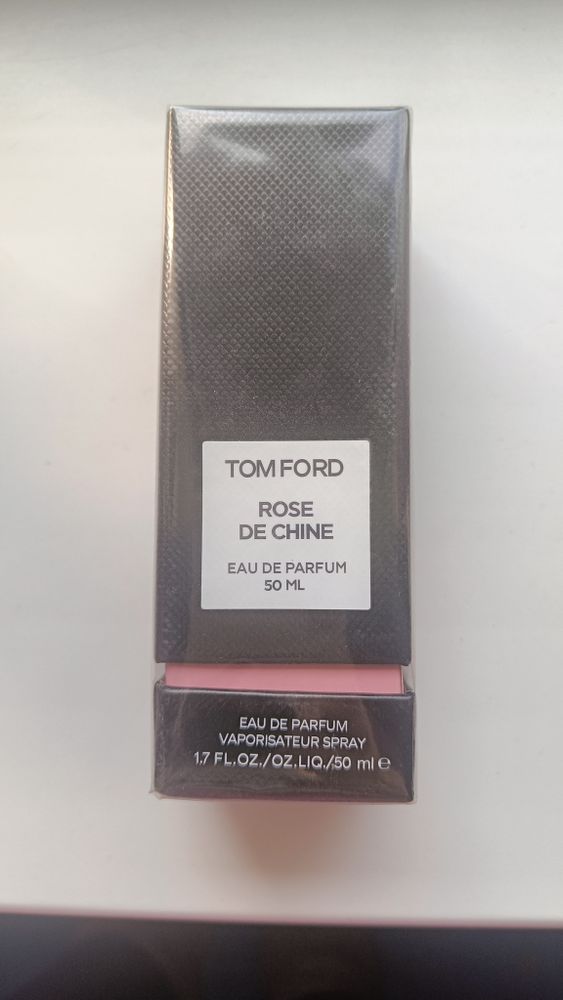 TOM FORD
ROSE
DE CHINE
EAU DE PARFUM
50 ML
EAU DE PARFUM
VAPORISATEUR SPRAY
1.7 FL.OZ./OZ.LIQ./50 ml ℮